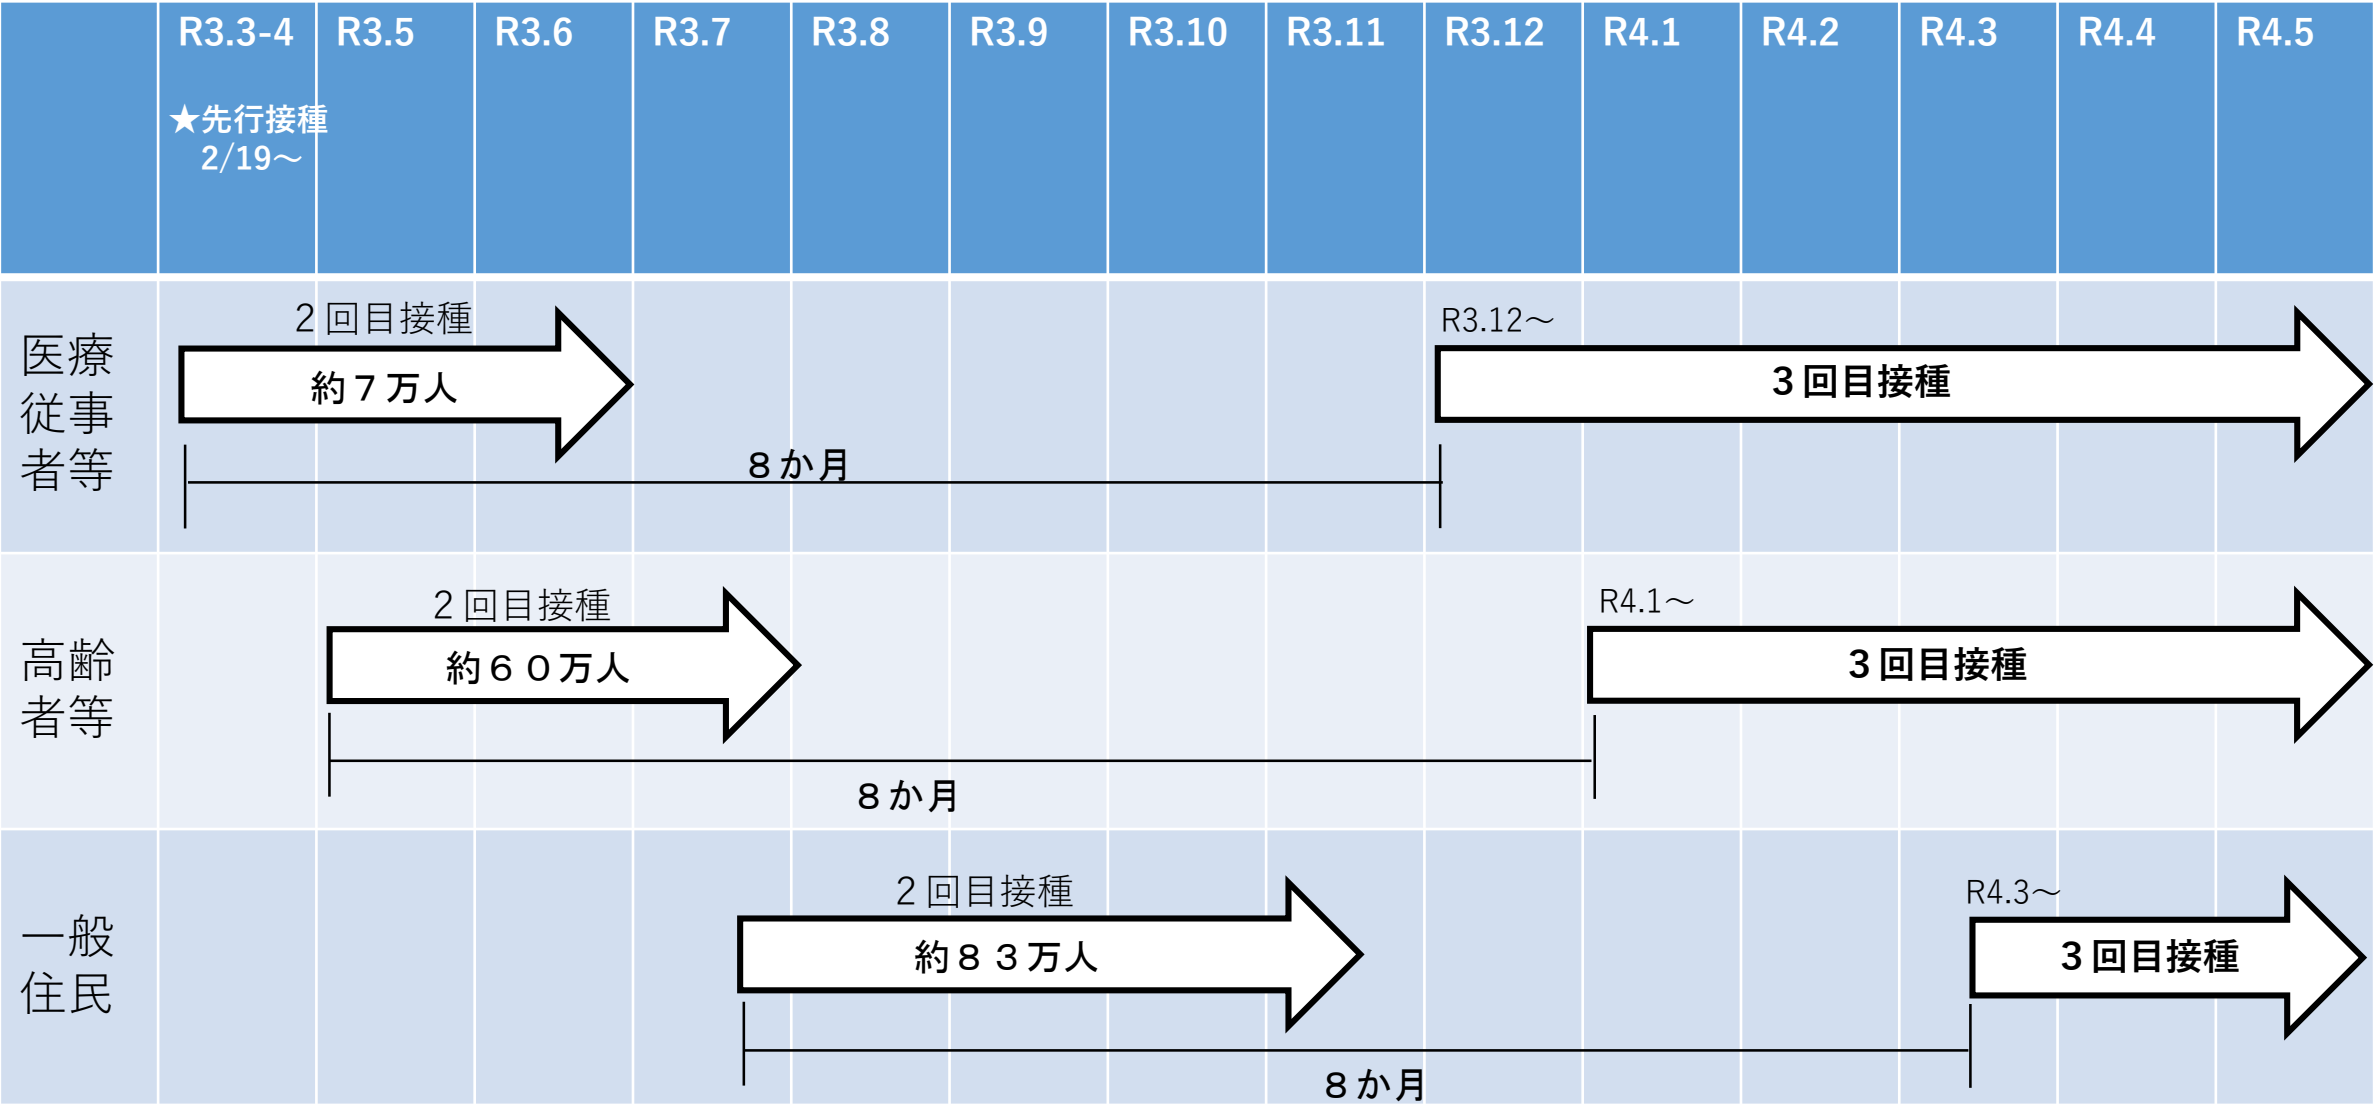 R3.3-4 R3.5 R3.6 R3.7 R3.8 R3.9 R3.10 R3.11 R3.12 R4.1 R4.2 R4.3 R4.4 R4.5
★先行接種
2/19～
医療
従事
者等
２回目接種
約７万人
８か月
R3.12～
３回目接種
高齢
者等
２回目接種
約６０万人
８か月
R4.1～
３回目接種
一般
住民
２回目接種
約８３万人
８か月
R4.3～
３回目接種